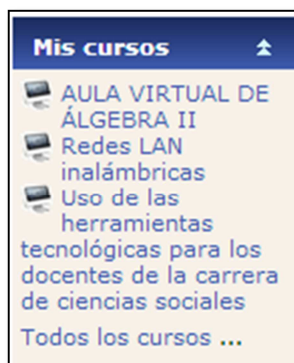 Mis cursos
AULA VIRTUAL DE
ÁLGEBRA II
Redes LAN
inalámbricas
Uso de las
herramientas
tecnológicas para los
docentes de la carrera
de ciencias sociales
Todos los cursos ...